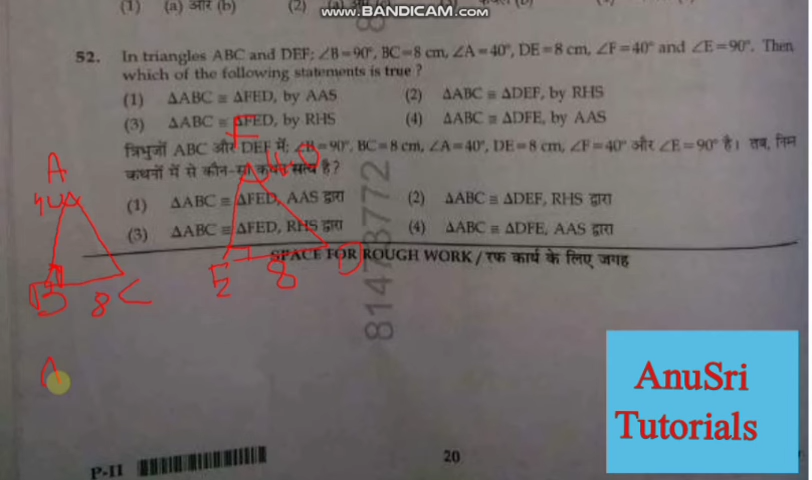 (1) (a) और (b) (2)
www.BANDICAM.com
52. In triangles ABC and DEF; ∠B=90°, BC=8 cm, ∠A=40°, DE=8 cm, ∠F=40° and ∠E=90°. Then
which of the following statements is true ?
(1) ΔABC ≅ ΔFED, by AAS (2) ΔABC ≅ ΔDEF, by RHS
(3) ΔABC ≅ ΔFED, by RHS (4) ΔABC ≅ ΔDFE, by AAS
त्रिभुजों ABC और DEF में; ∠B=90°, BC=8 cm, ∠A=40°, DE=8 cm, ∠F=40° और ∠E=90° है। तब, निम्न
कथनों में से कौन-सा कथन सत्य है?
(1) ΔABC ≅ ΔFED, AAS द्वारा (2) ΔABC ≅ ΔDEF, RHS द्वारा
(3) ΔABC ≅ ΔFED, RHS द्वारा (4) ΔABC ≅ ΔDFE, AAS द्वारा
SPACE FOR ROUGH WORK / रफ कार्य के लिए जगह
A
40
B 8 C
F
40
E 8 D
81473772
AnuSri
Tutorials
P-II 20